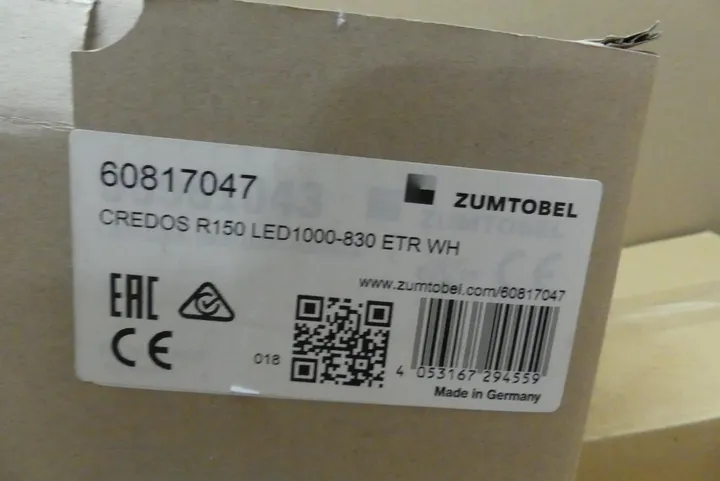 60817047
ZUMTOBEL
CREDOS R150 LED1000-830 ETR WH
www.zumtobel.com/60817047
EAC
CE
018
4 053167 294559
Made in Germany